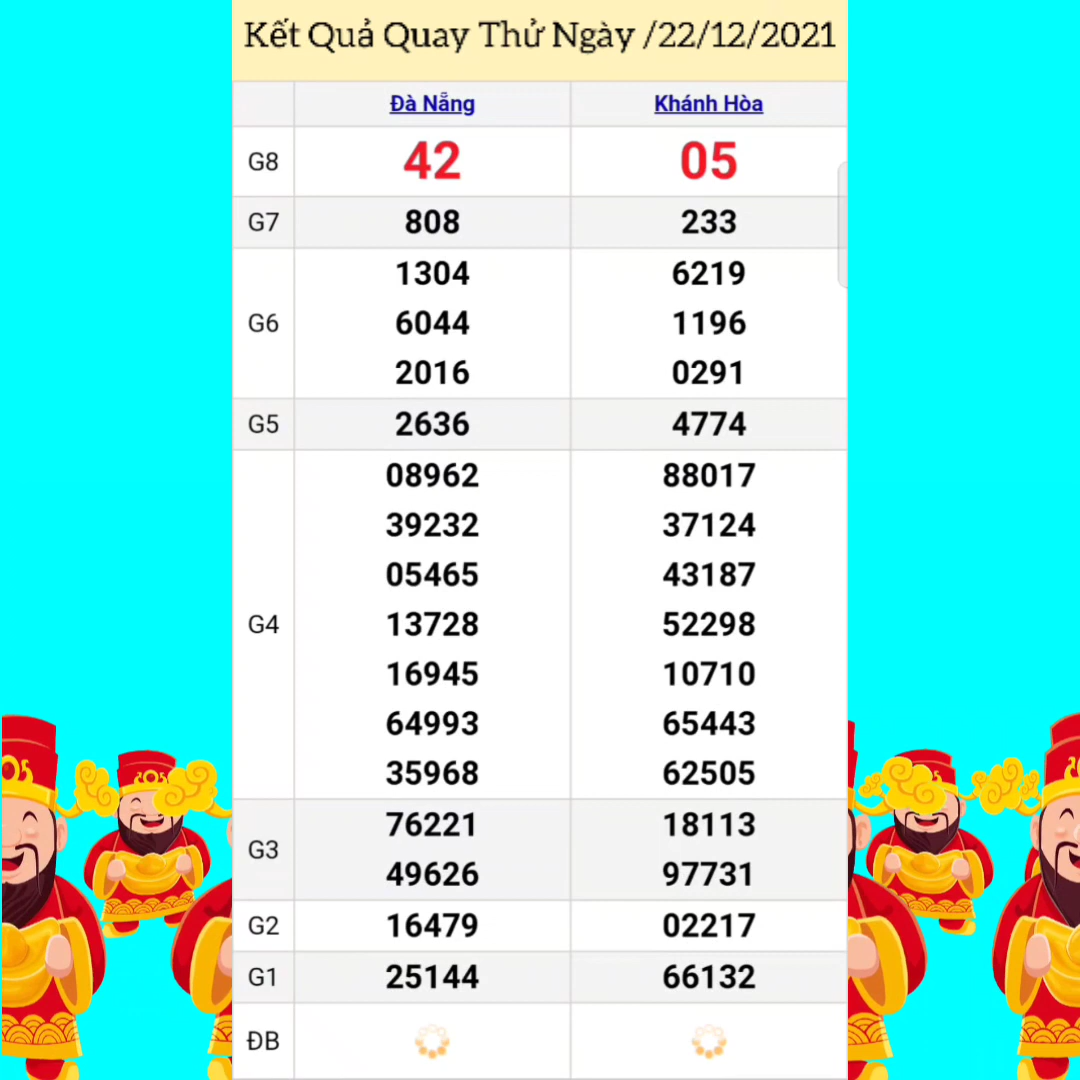 Kết Quả Quay Thử Ngày /22/12/2021
Đà Nẵng Khánh Hòa
G8 42 05
G7 808 233
1304 6219
G6 6044 1196
2016 0291
G5 2636 4774
08962 88017
39232 37124
05465 43187
G4 13728 52298
16945 10710
64993 65443
35968 62505
G3 76221 18113
49626 97731
G2 16479 02217
G1 25144 66132
ĐB